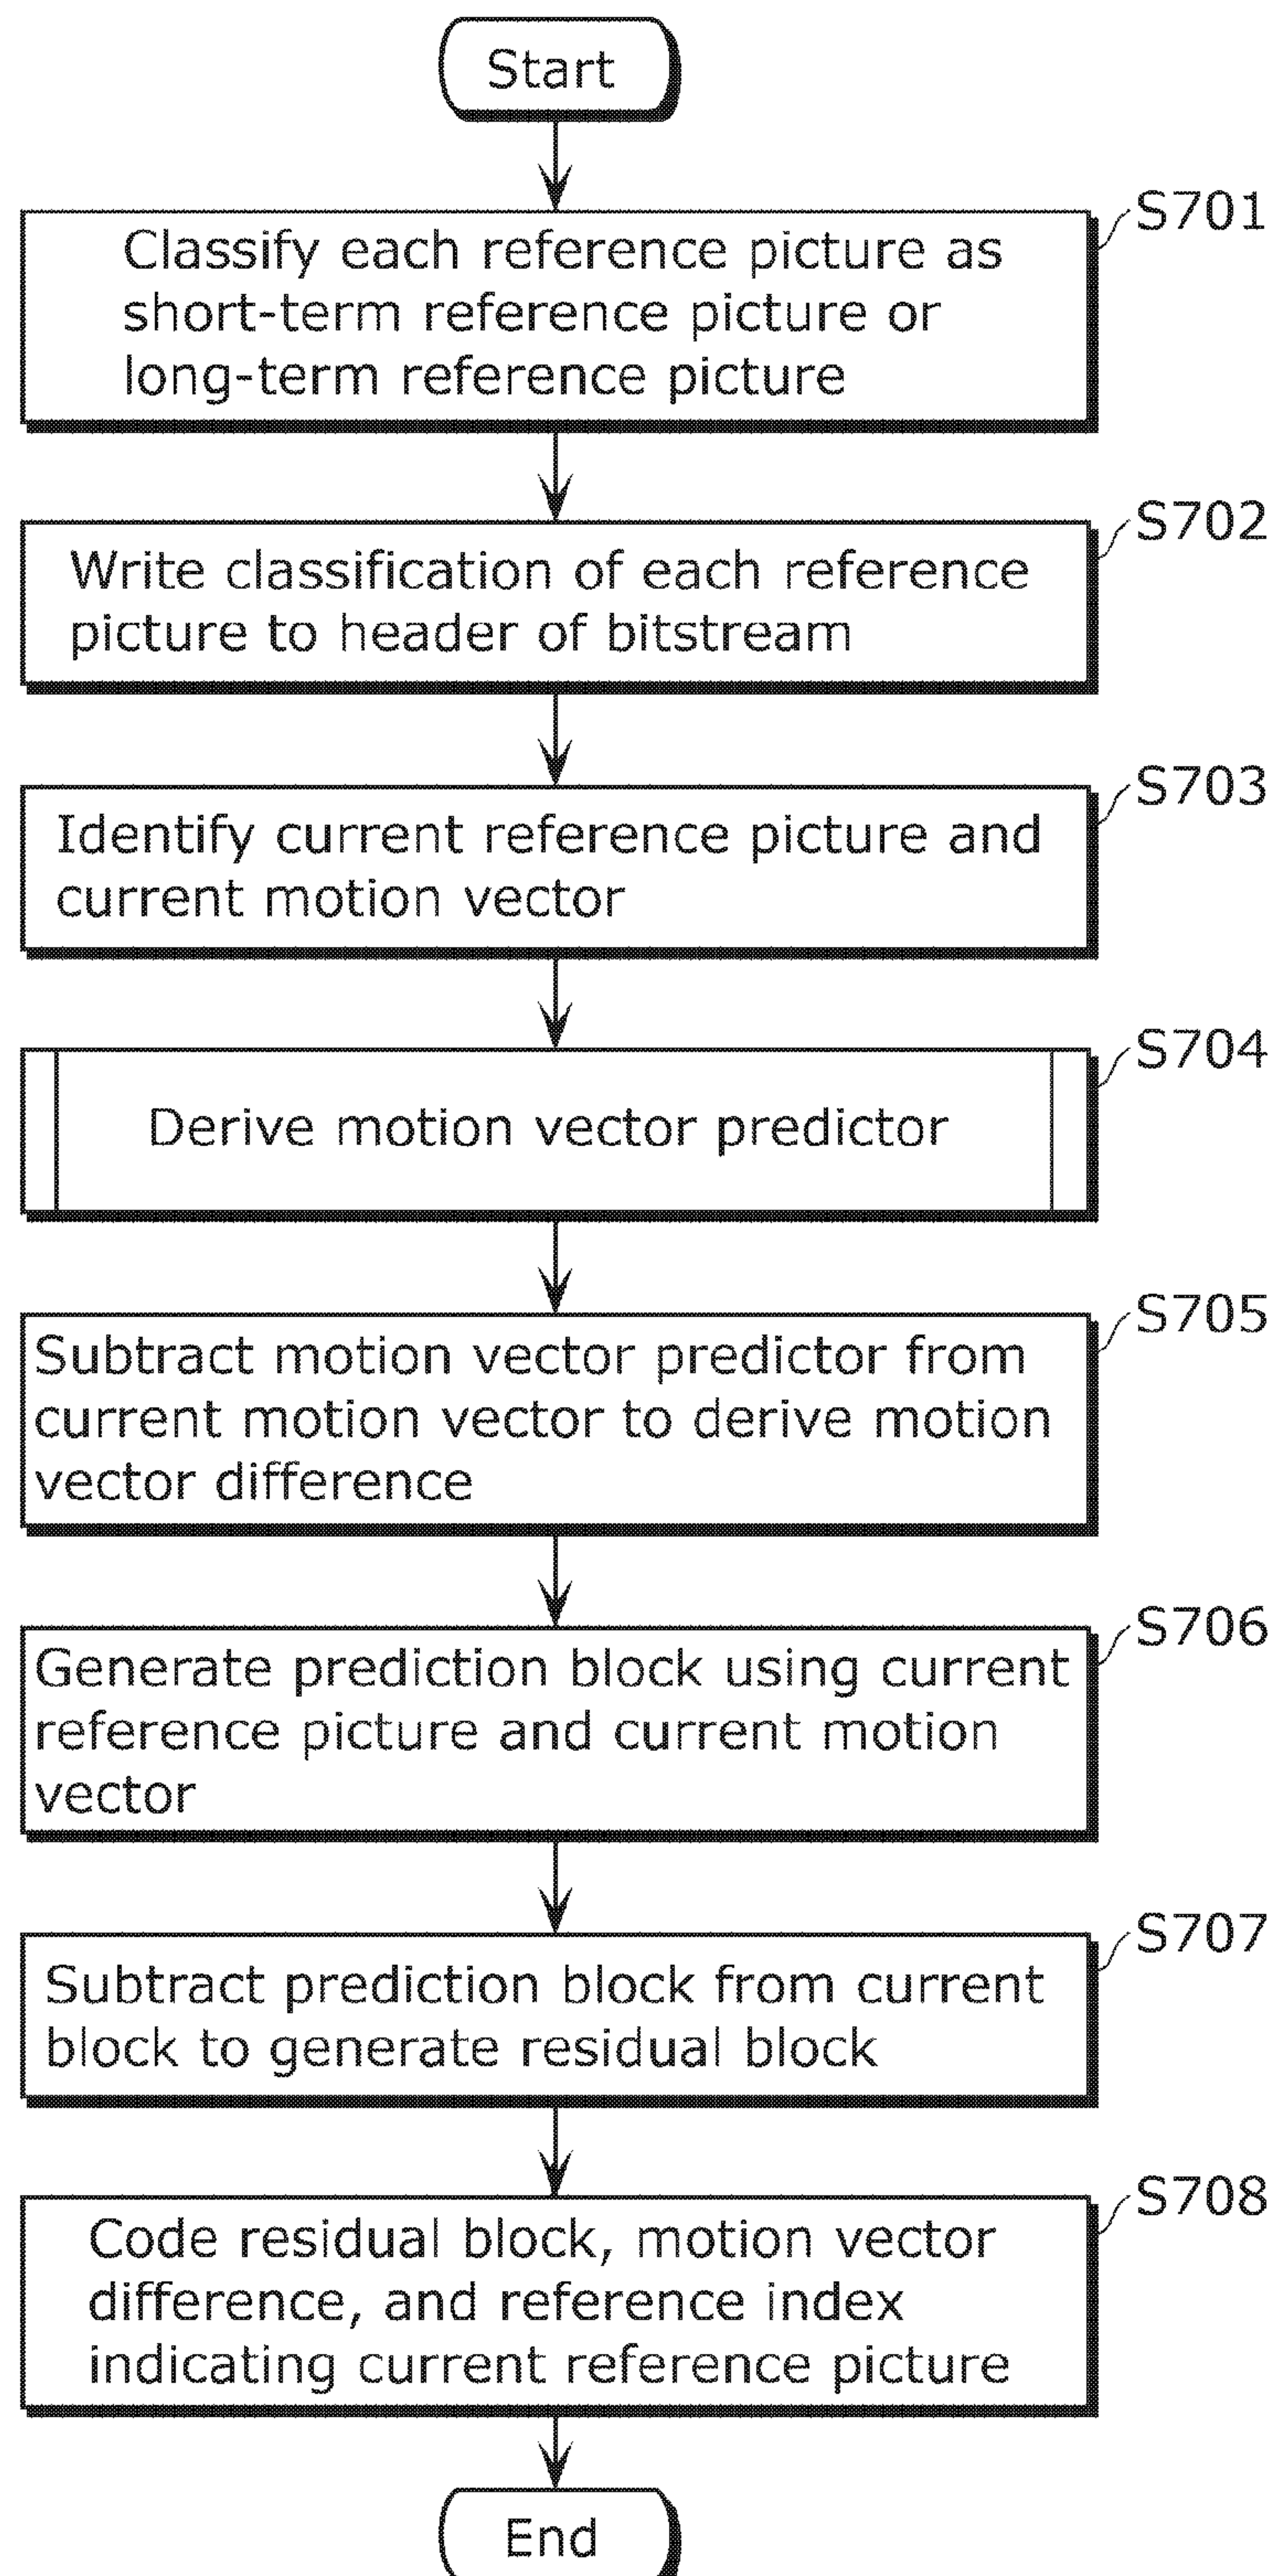 Start
S701
Classify each reference picture as
short-term reference picture or
long-term reference picture
S702
Write classification of each reference
picture to header of bitstream
S703
Identify current reference picture and
current motion vector
S704
Derive motion vector predictor
S705
Subtract motion vector predictor from
current motion vector to derive motion
vector difference
S706
Generate prediction block using current
reference picture and current motion
vector
S707
Subtract prediction block from current
block to generate residual block
S708
Code residual block, motion vector
difference, and reference index
indicating current reference picture
End